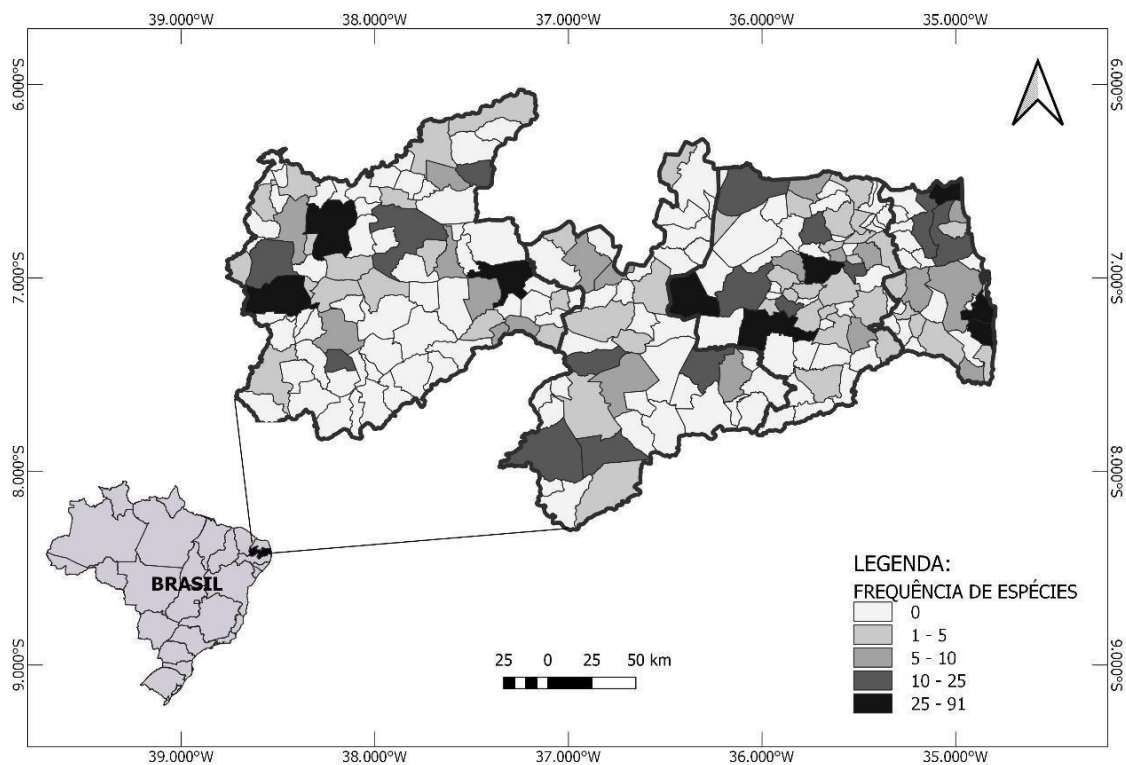 39.000°W 38.000°W 37.000°W 36.000°W 35.000°W
6.000°S 6.000°S
7.000°S 7.000°S
8.000°S 8.000°S
BRASIL
LEGENDA:
FREQUÊNCIA DE ESPÉCIES
0
1 - 5
5 - 10
10 - 25
25 - 91
25 0 25 50 km
9.000°S 9.000°S
39.000°W 38.000°W 37.000°W 36.000°W 35.000°W